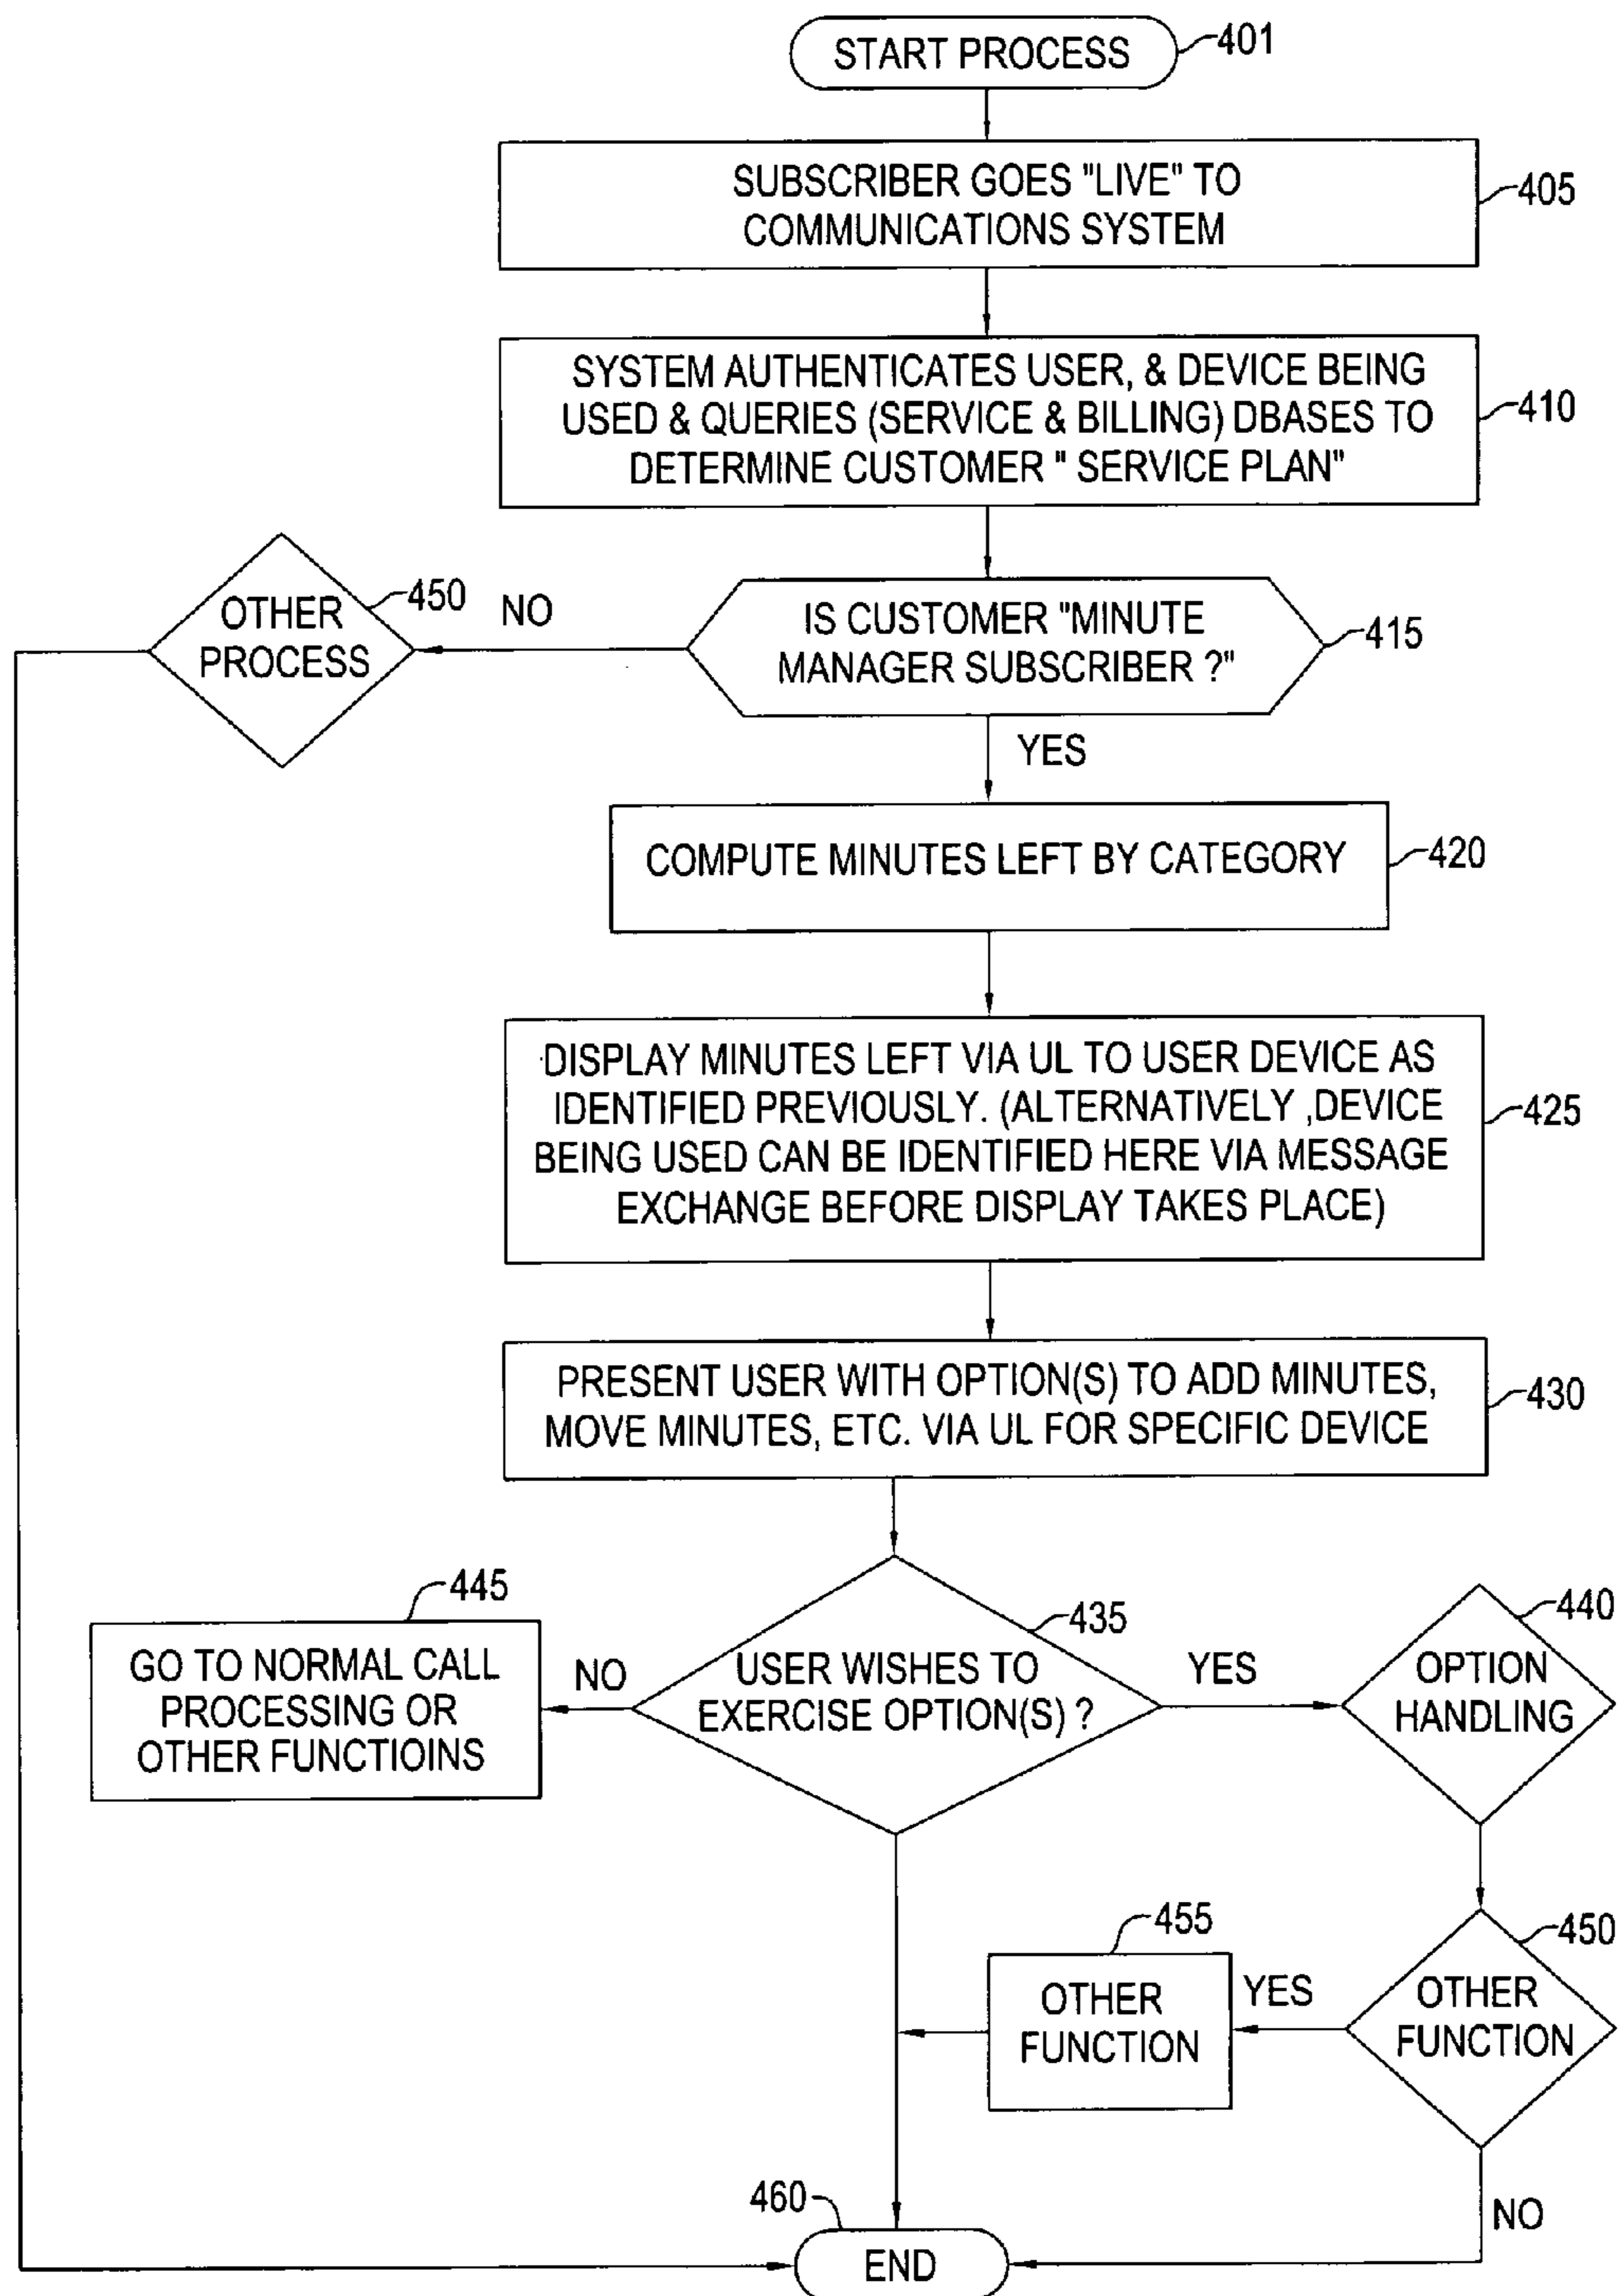 START PROCESS
401
SUBSCRIBER GOES "LIVE" TO
COMMUNICATIONS SYSTEM
405
SYSTEM AUTHENTICATES USER, & DEVICE BEING
USED & QUERIES (SERVICE & BILLING) DBASES TO
DETERMINE CUSTOMER " SERVICE PLAN"
410
OTHER
PROCESS
450
NO
IS CUSTOMER "MINUTE
MANAGER SUBSCRIBER ?"
415
YES
COMPUTE MINUTES LEFT BY CATEGORY
420
DISPLAY MINUTES LEFT VIA UL TO USER DEVICE AS
IDENTIFIED PREVIOUSLY. (ALTERNATIVELY ,DEVICE
BEING USED CAN BE IDENTIFIED HERE VIA MESSAGE
EXCHANGE BEFORE DISPLAY TAKES PLACE)
425
PRESENT USER WITH OPTION(S) TO ADD MINUTES,
MOVE MINUTES, ETC. VIA UL FOR SPECIFIC DEVICE
430
445
GO TO NORMAL CALL
PROCESSING OR
OTHER FUNCTIOINS
NO
435
USER WISHES TO
EXERCISE OPTION(S) ?
YES
440
OPTION
HANDLING
455
OTHER
FUNCTION
YES
450
OTHER
FUNCTION
NO
460
END